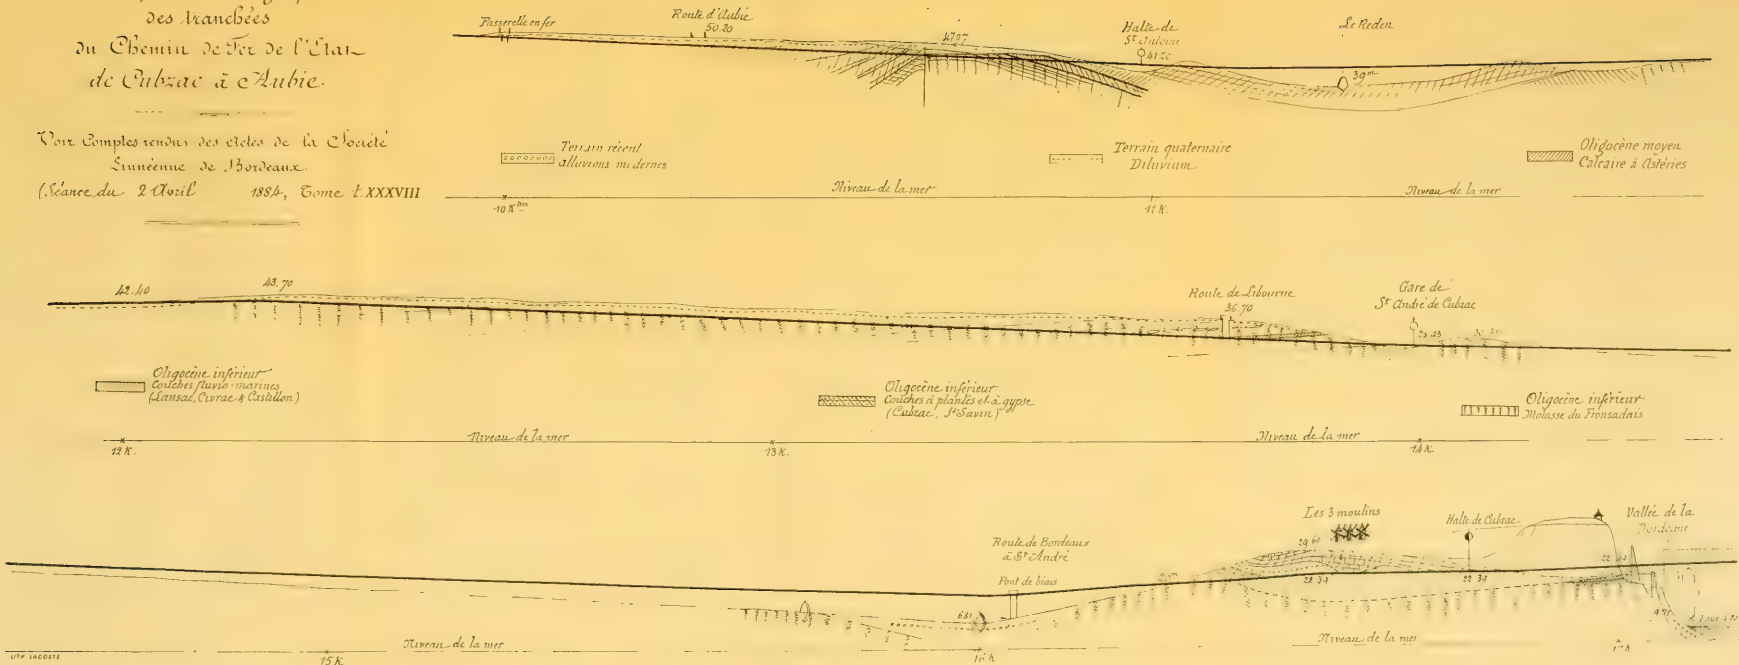 des tranchées
du Chemin de Fer de l'État
de Cubzac à Aubie.
Voir Comptes rendus des Actes de la Société
Linnéenne de Bordeaux
(Séance du 2 Avril 1884, Tome t. XXXVIII
Passerelle en fer
Route d'Aubie
50.20
47.97
Halte de
St Antoine
41.20
Le Reden
39m
Terrain récent
alluvions modernes
Terrain quaternaire
Diluvium
Oligocène moyen
Calcaire à Astéries
Niveau de la mer
Niveau de la mer
10 K
11 K.
42.40
43.70
Route de Libourne
36.70
Gare de
St André de Cubzac
Oligocène inférieur
Couches fluvio-marines
(Lansac, Civrac & Castillon)
Oligocène inférieur
Couches à plantes et à gypse
(Cubzac, St Savin)
Oligocène inférieur
Molasse du Fronsadais
Niveau de la mer
Niveau de la mer
12 K.
13 K.
14 K.
Route de Bordeaux
à St André
Pont de biais
6.81
Les 3 moulins
29.60
22.39
Halte de Cubzac
22.39
Vallée de la
Dordogne
Niveau de la mer
Niveau de la mer
15 K
16 K
LITH LACOSTE